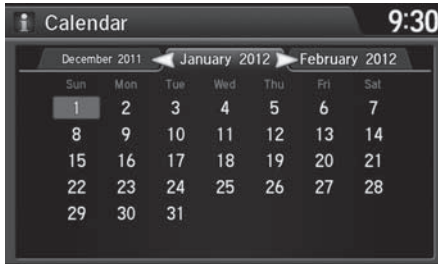 i Calendar 9:30
December 2011 January 2012 February 2012
Sun Mon Tue Wed Thu Fri Sat
1 2 3 4 5 6 7
8 9 10 11 12 13 14
15 16 17 18 19 20 21
22 23 24 25 26 27 28
29 30 31